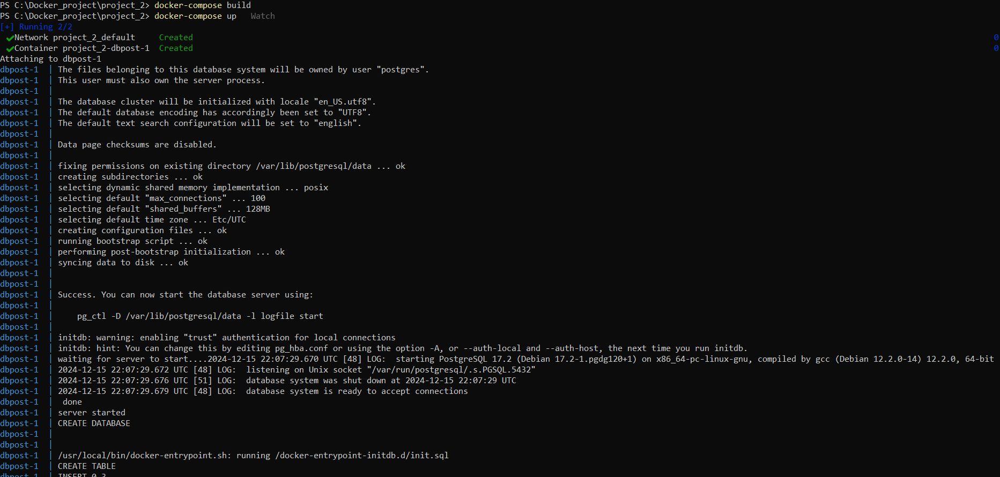 PS C:\Docker_project\project_2> docker-compose build
PS C:\Docker_project\project_2> docker-compose up   Watch
[+] Running 2/2
✔Network project_2_default     Created 0
✔Container project_2-dbpost-1  Created 0
Attaching to dbpost-1
dbpost-1  | The files belonging to this database system will be owned by user "postgres".
dbpost-1  | This user must also own the server process.
dbpost-1  |
dbpost-1  | The database cluster will be initialized with locale "en_US.utf8".
dbpost-1  | The default database encoding has accordingly been set to "UTF8".
dbpost-1  | The default text search configuration will be set to "english".
dbpost-1  |
dbpost-1  | Data page checksums are disabled.
dbpost-1  |
dbpost-1  | fixing permissions on existing directory /var/lib/postgresql/data ... ok
dbpost-1  | creating subdirectories ... ok
dbpost-1  | selecting dynamic shared memory implementation ... posix
dbpost-1  | selecting default "max_connections" ... 100
dbpost-1  | selecting default "shared_buffers" ... 128MB
dbpost-1  | selecting default time zone ... Etc/UTC
dbpost-1  | creating configuration files ... ok
dbpost-1  | running bootstrap script ... ok
dbpost-1  | performing post-bootstrap initialization ... ok
dbpost-1  | syncing data to disk ... ok
dbpost-1  |
dbpost-1  |
dbpost-1  | Success. You can now start the database server using:
dbpost-1  |
dbpost-1  |     pg_ctl -D /var/lib/postgresql/data -l logfile start
dbpost-1  |
dbpost-1  | initdb: warning: enabling "trust" authentication for local connections
dbpost-1  | initdb: hint: You can change this by editing pg_hba.conf or using the option -A, or --auth-local and --auth-host, the next time you run initdb.
dbpost-1  | waiting for server to start....2024-12-15 22:07:29.670 UTC [48] LOG:  starting PostgreSQL 17.2 (Debian 17.2-1.pgdg120+1) on x86_64-pc-linux-gnu, compiled by gcc (Debian 12.2.0-14) 12.2.0, 64-bit
dbpost-1  | 2024-12-15 22:07:29.672 UTC [48] LOG:  listening on Unix socket "/var/run/postgresql/.s.PGSQL.5432"
dbpost-1  | 2024-12-15 22:07:29.676 UTC [51] LOG:  database system was shut down at 2024-12-15 22:07:29 UTC
dbpost-1  | 2024-12-15 22:07:29.679 UTC [48] LOG:  database system is ready to accept connections
dbpost-1  |  done
dbpost-1  | server started
dbpost-1  | CREATE DATABASE
dbpost-1  |
dbpost-1  |
dbpost-1  | /usr/local/bin/docker-entrypoint.sh: running /docker-entrypoint-initdb.d/init.sql
dbpost-1  | CREATE TABLE
dbpost-1  | INSERT 0 3